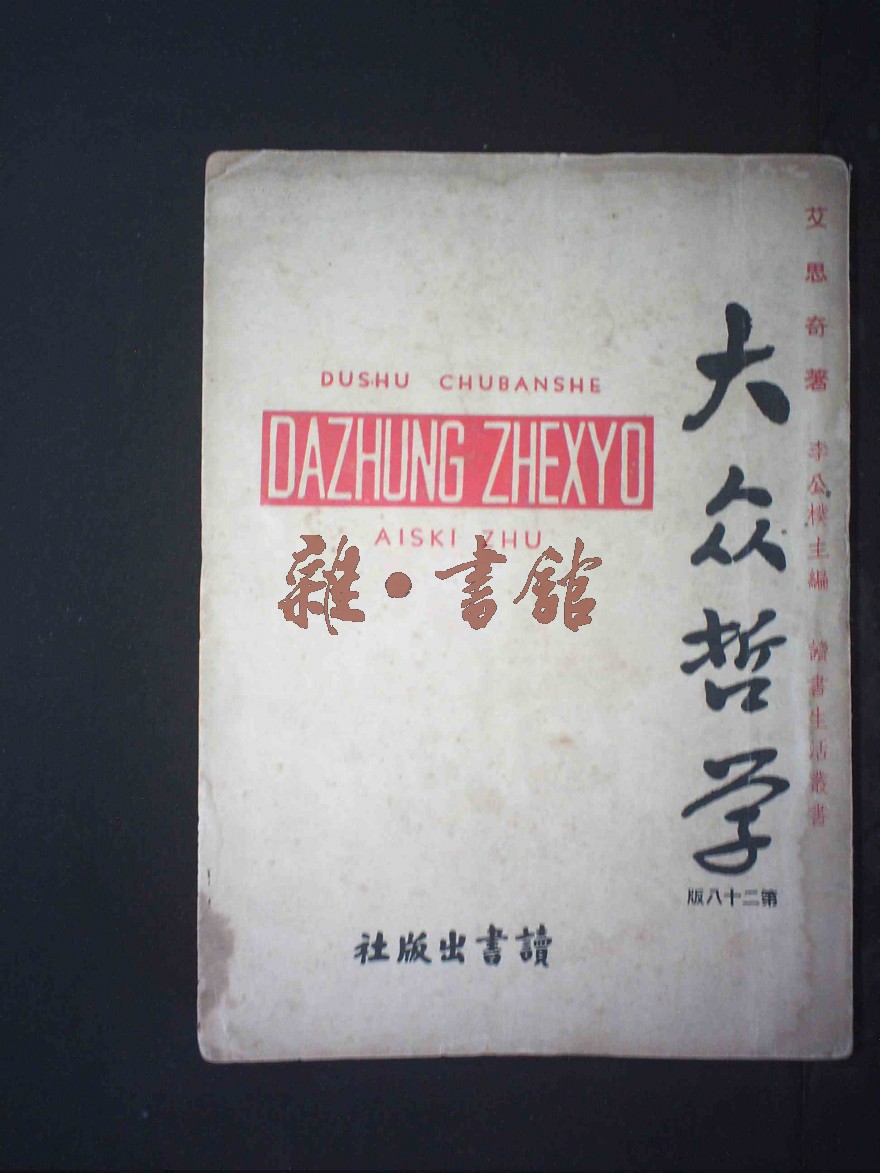 艾思奇著 李公樸主編 讀書生活叢書
大众哲学
第二十八版
DUSHU CHUBANSHE
DAZHUNG ZHEXYO
AISKI ZHU
雜·書館
讀書出版社